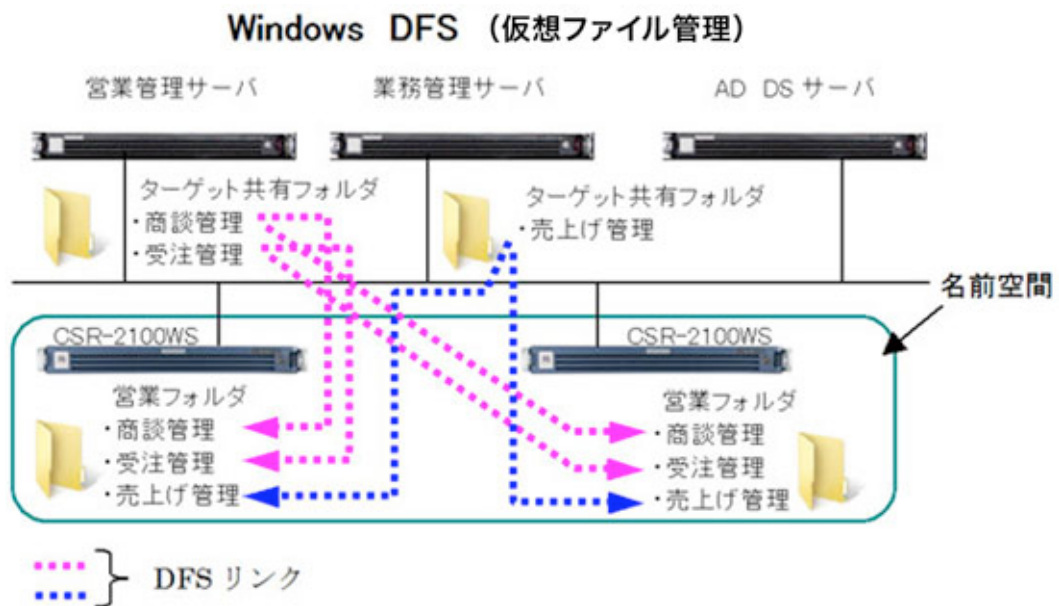 Windows DFS （仮想ファイル管理）
営業管理サーバ
業務管理サーバ
AD DS サーバ
ターゲット共有フォルダ
・商談管理
・受注管理
ターゲット共有フォルダ
・売上げ管理
名前空間
CSR-2100WS
営業フォルダ
・商談管理
・受注管理
・売上げ管理
CSR-2100WS
営業フォルダ
・商談管理
・受注管理
・売上げ管理
DFS リンク